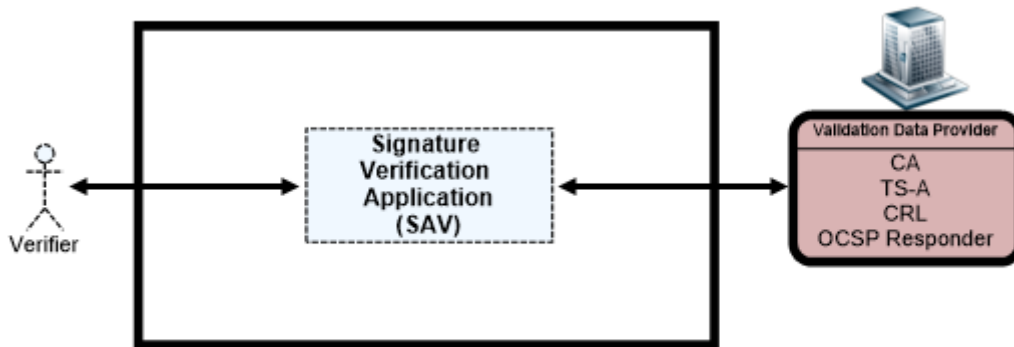 Verifier
Signature
Verification
Application
(SAV)
Validation Data Provider
CA
TS-A
CRL
OCSP Responder